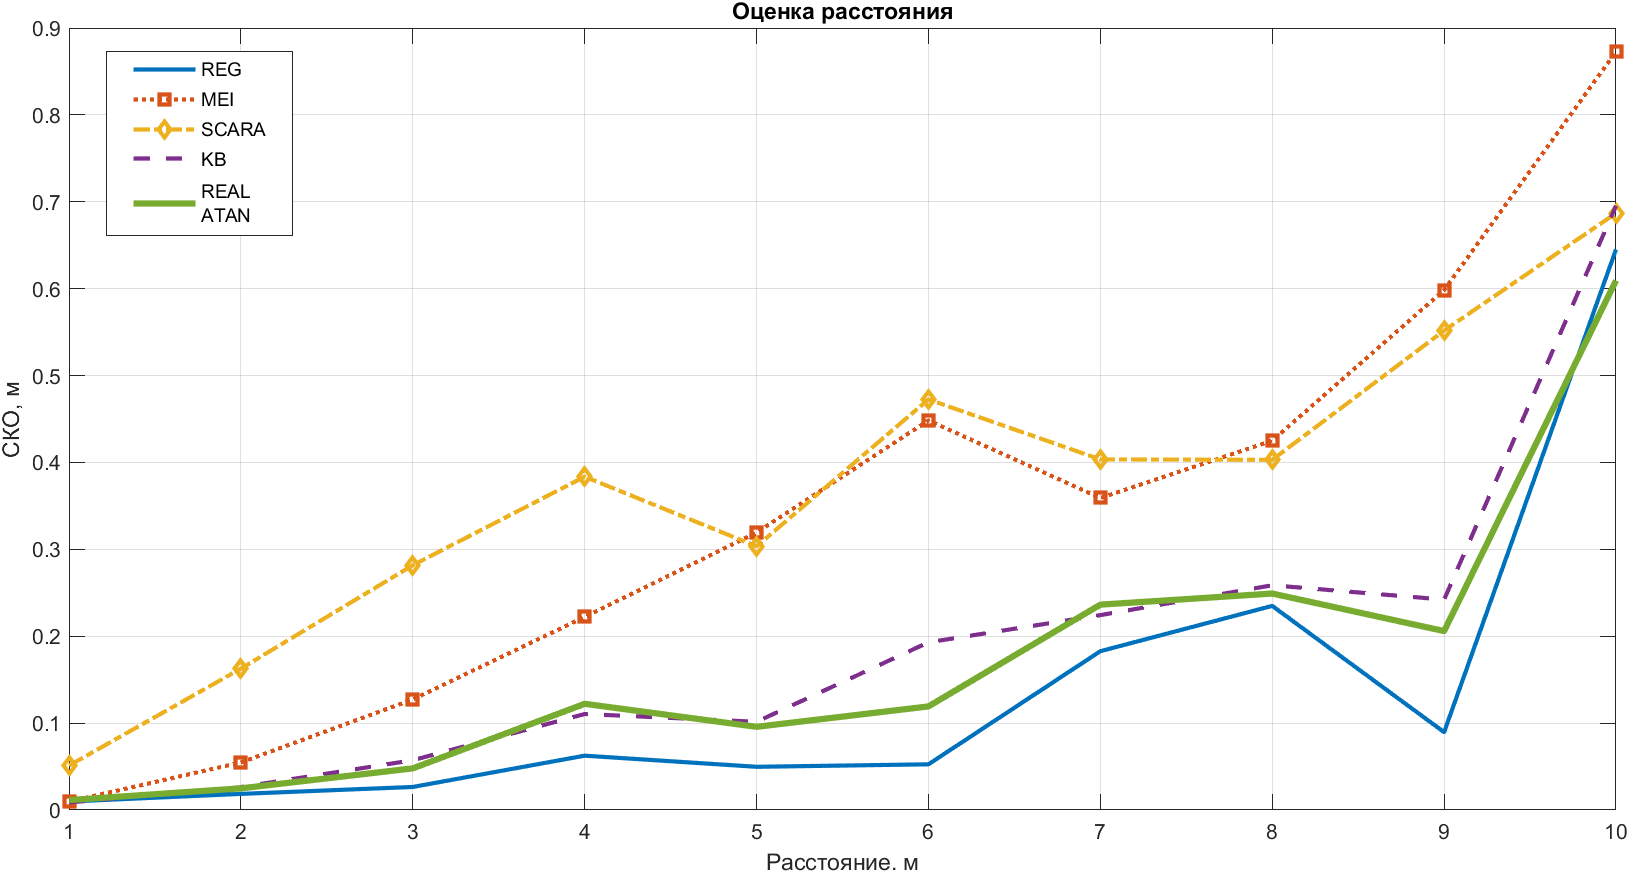 Оценка расстояния
0.9
0.8
0.7
0.6
0.5
0.4
0.3
0.2
0.1
0
СКО, м
REG
MEI
SCARA
KB
REAL
ATAN
1 2 3 4 5 6 7 8 9 10
Расстояние. м